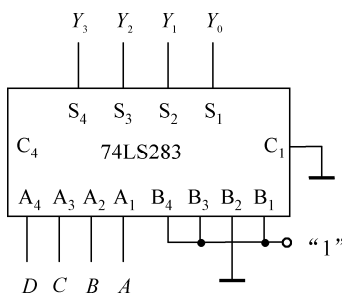 Y₃ Y₂ Y₁ Y₀
S₄ S₃ S₂ S₁
C₄ 74LS283 C₁
A₄ A₃ A₂ A₁ B₄ B₃ B₂ B₁
“1”
D C B A